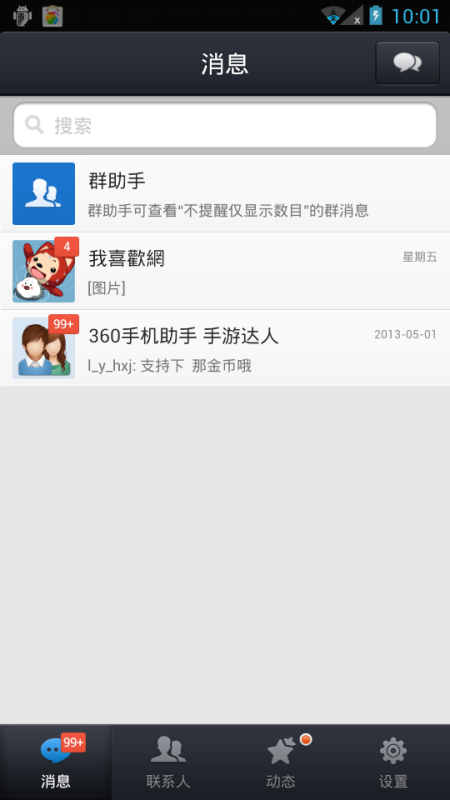 10:01
消息
搜索
群助手
群助手可查看“不提醒仅显示数目”的群消息
4
我喜歡網
星期五
[图片]
99+
360手机助手 手游达人
2013-05-01
l_y_hxj: 支持下 那金币哦
99+
消息
联系人
动态
设置